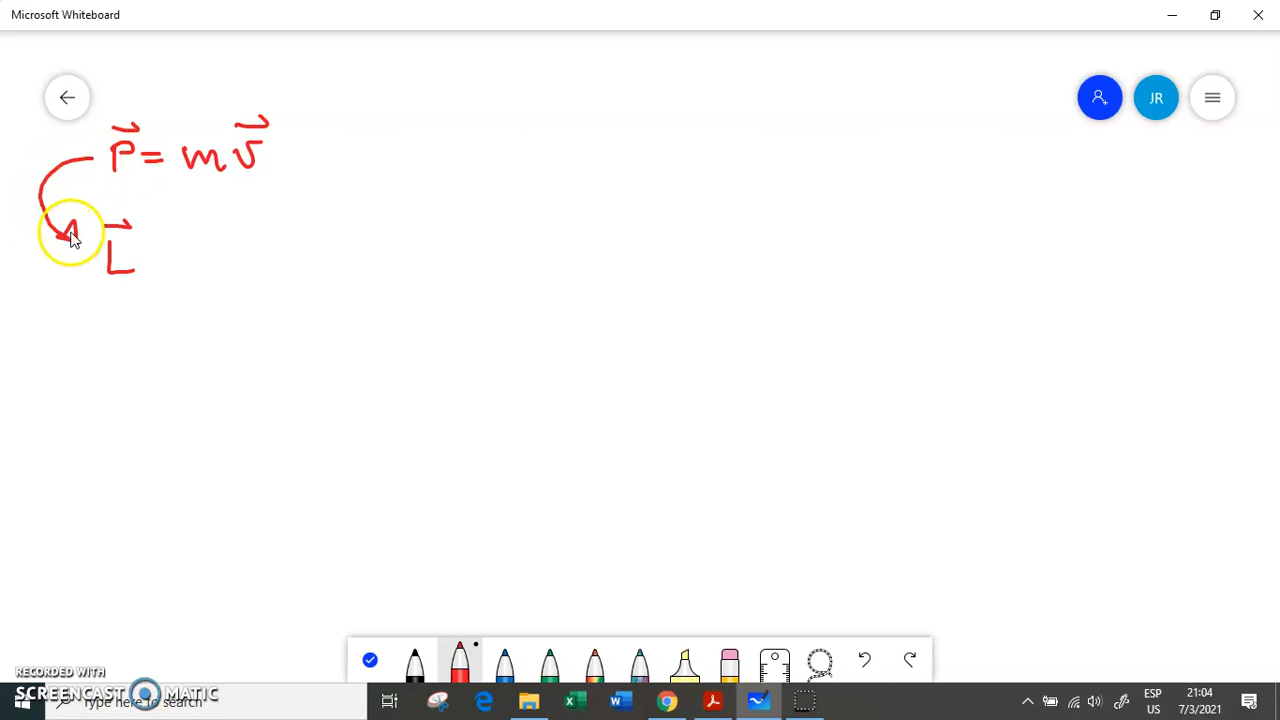 Microsoft Whiteboard
JR
P⃗ = m v⃗
L⃗
RECORDED WITH
SCREENCAST MATIC
Type here to search
ESP
US
21:04
7/3/2021